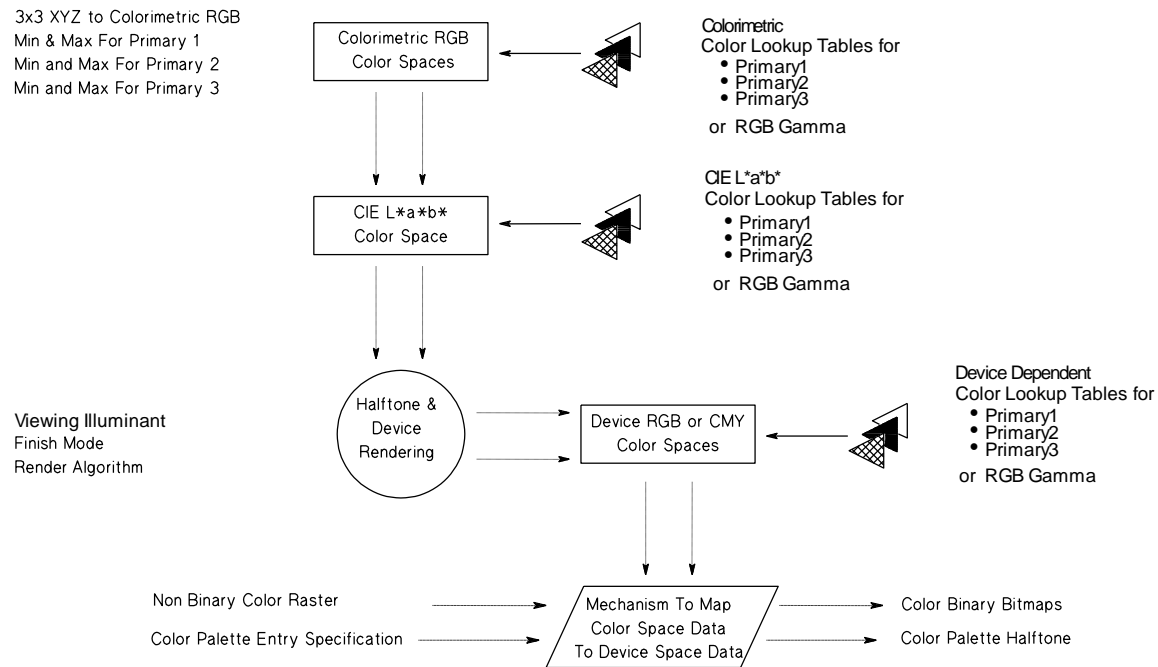 3x3 XYZ to Colorimetric RGB
Min & Max For Primary 1
Min and Max For Primary 2
Min and Max For Primary 3
Colorimetric RGB
Color Spaces
Colorimetric
Color Lookup Tables for
• Primary1
• Primary2
• Primary3
or RGB Gamma
CIE L*a*b*
Color Space
CIE L*a*b*
Color Lookup Tables for
• Primary1
• Primary2
• Primary3
or RGB Gamma
Viewing Illuminant
Finish Mode
Render Algorithm
Halftone &
Device
Rendering
Device RGB or CMY
Color Spaces
Device Dependent
Color Lookup Tables for
• Primary1
• Primary2
• Primary3
or RGB Gamma
Non Binary Color Raster
Color Palette Entry Specification
Mechanism To Map
Color Space Data
To Device Space Data
Color Binary Bitmaps
Color Palette Halftone